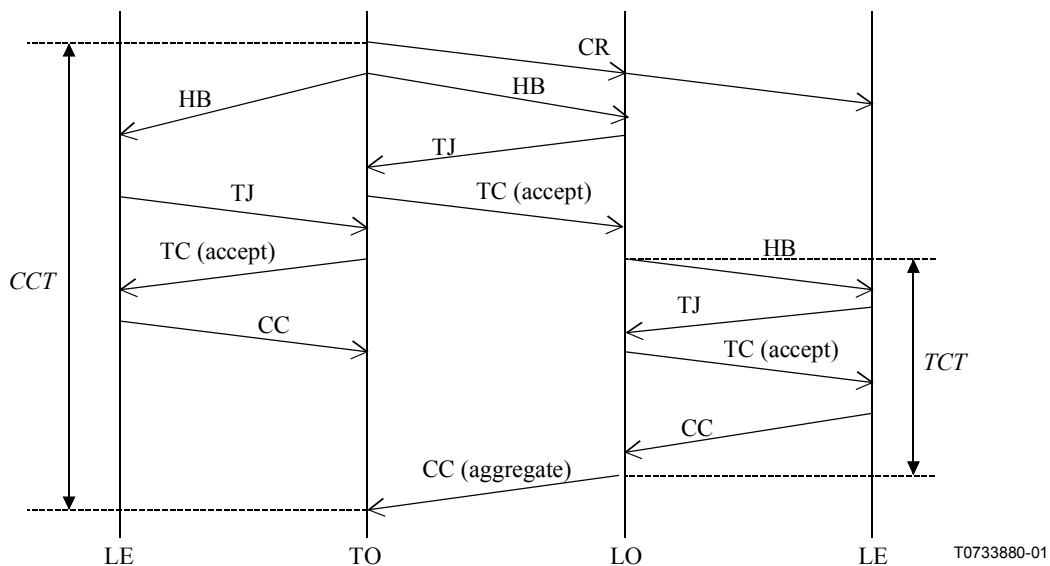 CR
HB
HB
TJ
TJ
TC (accept)
TC (accept)
HB
CCT
TJ
CC
TC (accept)
TCT
CC
CC (aggregate)
LE
TO
LO
LE
T0733880-01